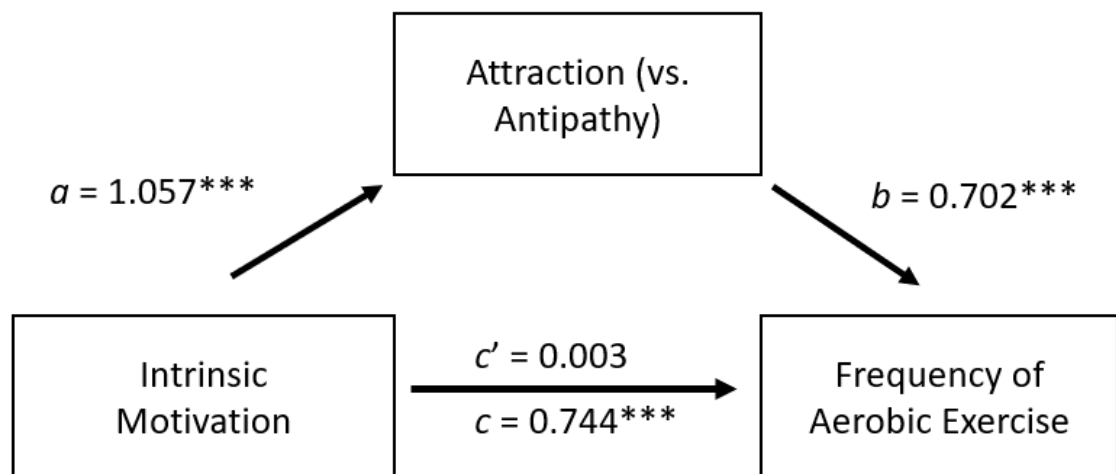 Attraction (vs.
Antipathy)
a = 1.057***
b = 0.702***
Intrinsic
Motivation
c’ = 0.003
c = 0.744***
Frequency of
Aerobic Exercise